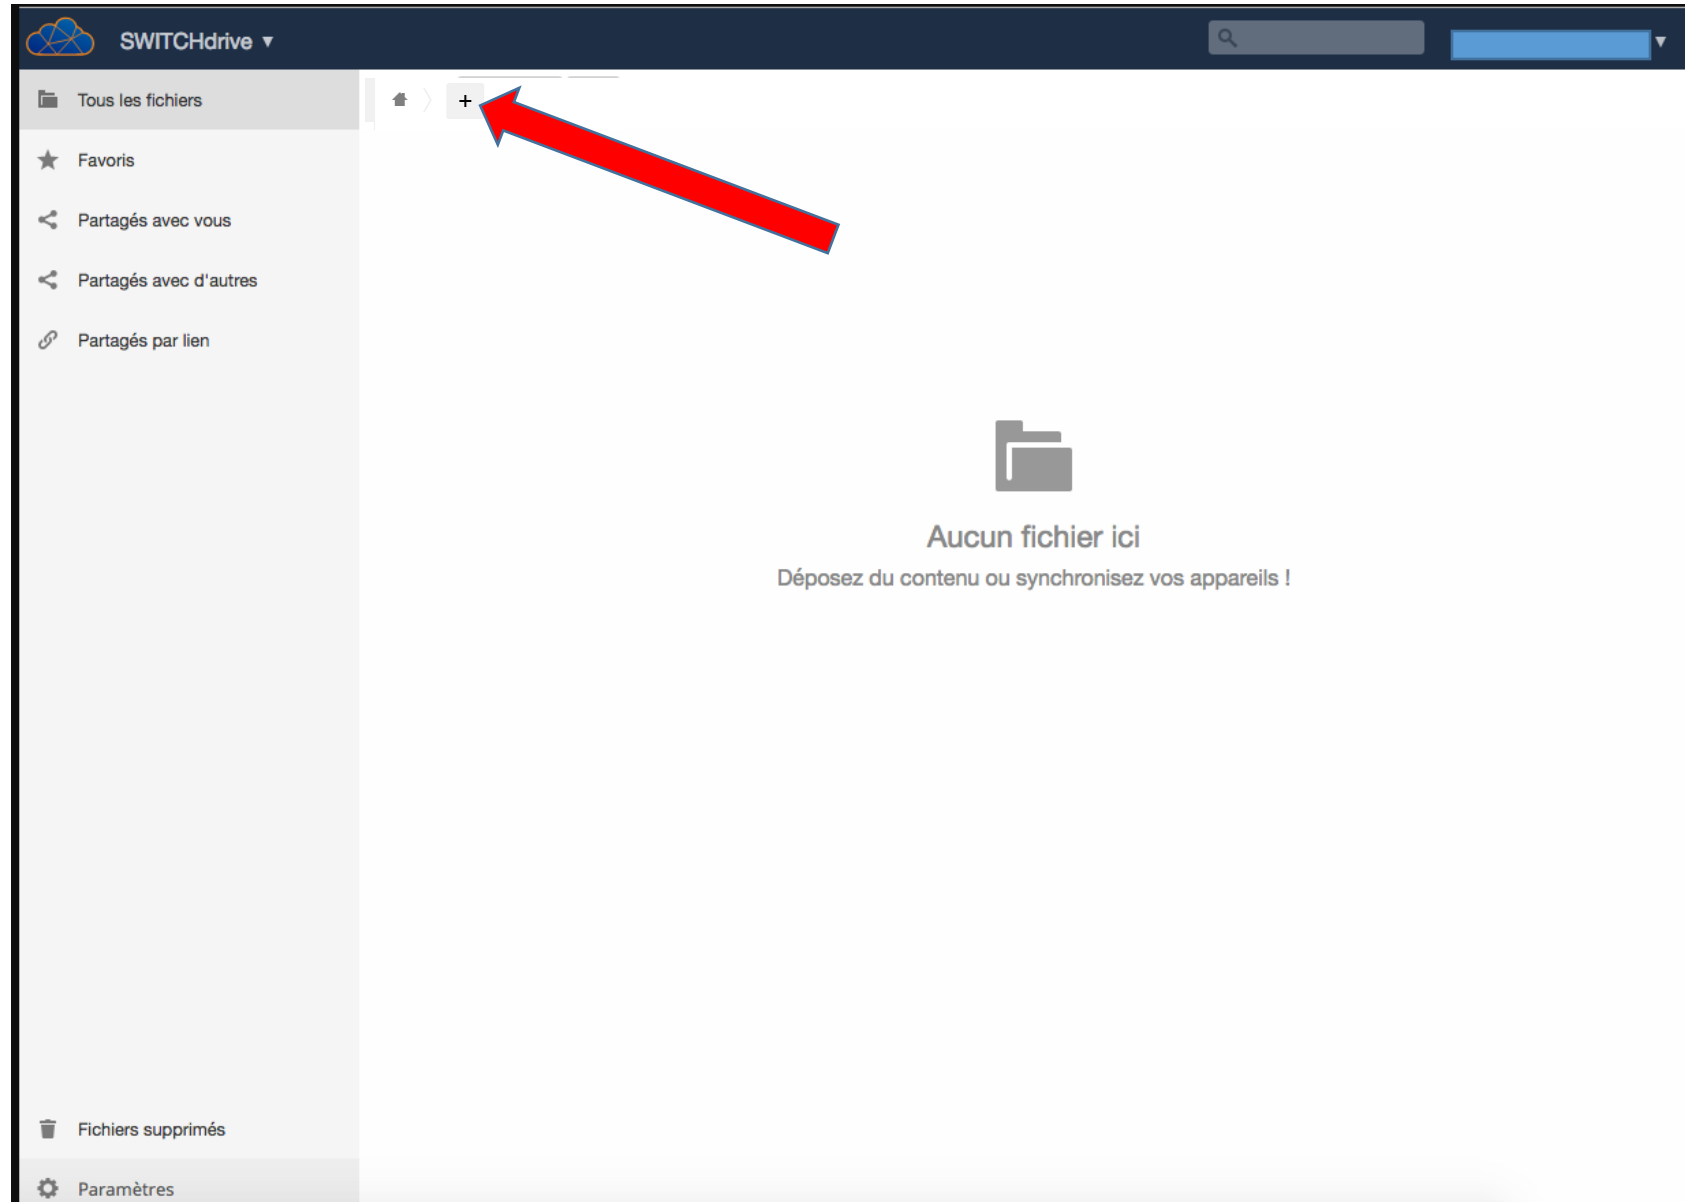 SWITCHdrive ▼
▼
Tous les fichiers
+
Favoris
Partagés avec vous
Partagés avec d'autres
Partagés par lien
Aucun fichier ici
Déposez du contenu ou synchronisez vos appareils !
Fichiers supprimés
Paramètres